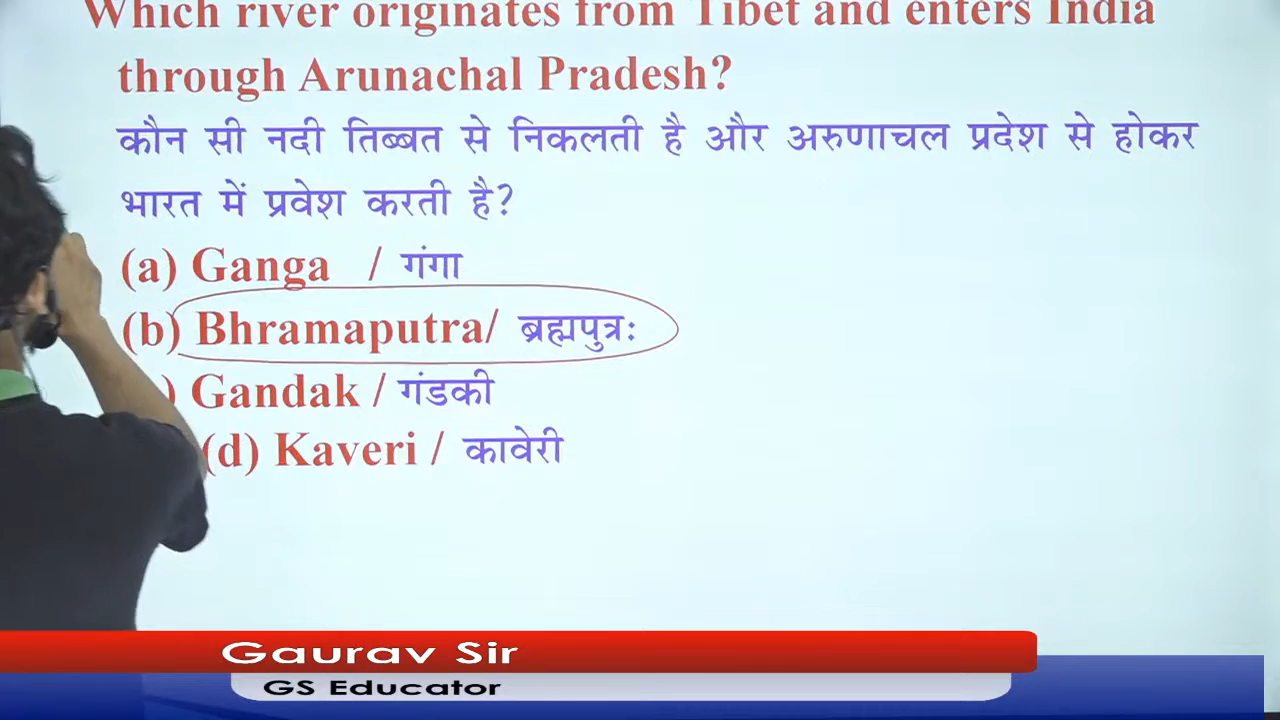 Which river originates from Tibet and enters India
through Arunachal Pradesh?
कौन सी नदी तिब्बत से निकलती है और अरुणाचल प्रदेश से होकर
भारत में प्रवेश करती है?
(a) Ganga / गंगा
(b) Bhramaputra/ ब्रह्मपुत्रः
) Gandak / गंडकी
(d) Kaveri / कावेरी
Gaurav Sir
GS Educator